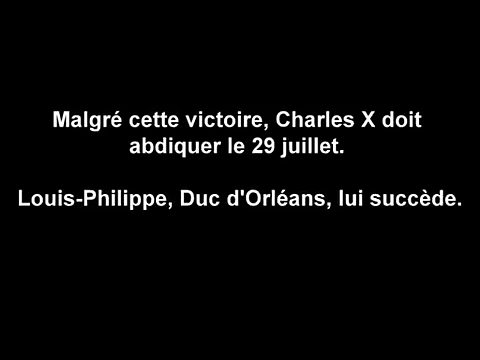 Malgré cette victoire, Charles X doit
abdiquer le 29 juillet.
Louis-Philippe, Duc d'Orléans, lui succède.